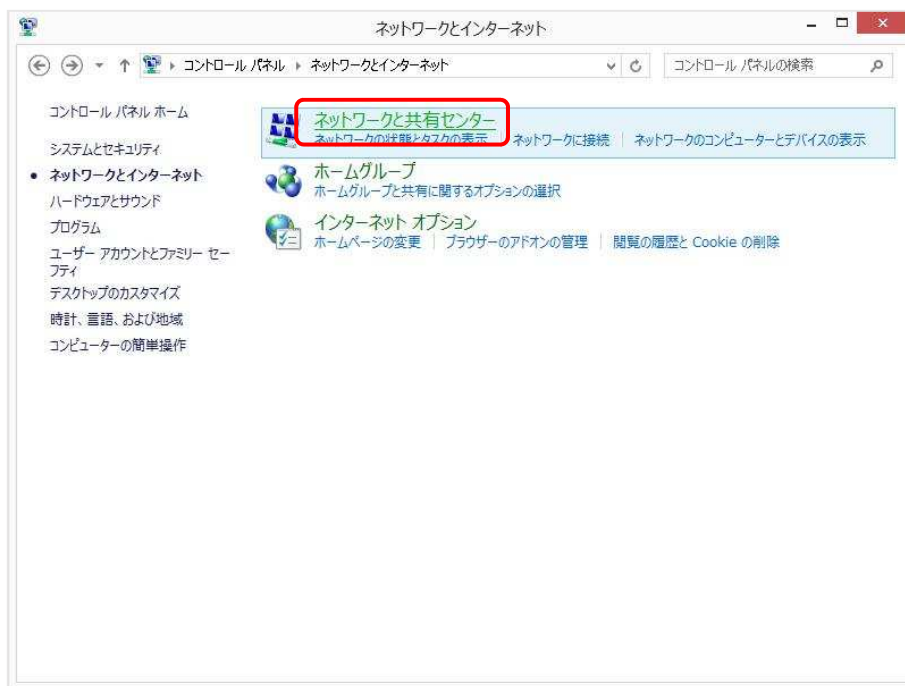 ネットワークとインターネット
コントロール パネル ネットワークとインターネット コントロール パネルの検索
コントロール パネル ホーム
システムとセキュリティ
ネットワークとインターネット
ハードウェアとサウンド
プログラム
ユーザー アカウントとファミリー セー
フティ
デスクトップのカスタマイズ
時計、言語、および地域
コンピューターの簡単操作
ネットワークと共有センター
ネットワークの状態とタスクの表示 ネットワークに接続 ネットワークのコンピューターとデバイスの表示
ホームグループ
ホームグループと共有に関するオプションの選択
インターネット オプション
ホームページの変更 ブラウザーのアドオンの管理 閲覧の履歴と Cookie の削除